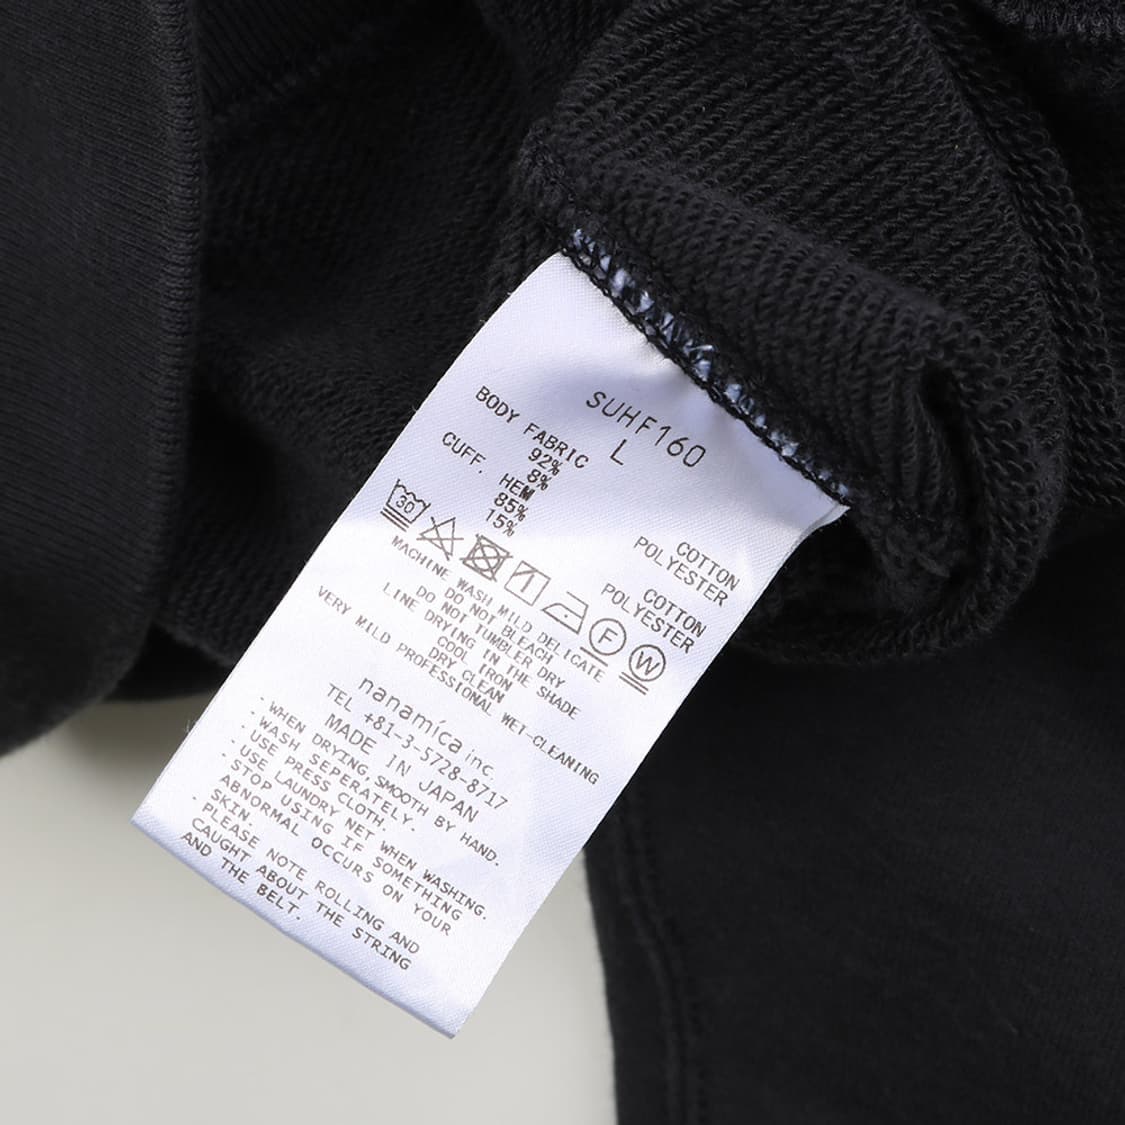 SUHF160
L
BODY FABRIC
92% COTTON
8% POLYESTER
CUFF. HEM
85% COTTON
15% POLYESTER
30 F W
MACHINE WASH MILD DELICATE
DO NOT BLEACH
DO NOT TUMBLER DRY
LINE DRYING IN THE SHADE
COOL IRON
DRY CLEAN
VERY MILD PROFESSIONAL WET-CLEANING
nanamica inc.
TEL +81-3-5728-8717
MADE IN JAPAN
- WHEN DRYING, SMOOTH BY HAND.
- WASH SEPERATELY.
- USE PRESS CLOTH.
- USE LAUNDRY NET WHEN WASHING.
- STOP USING IF SOMETHING
ABNORMAL OCCURS ON YOUR
SKIN.
- PLEASE NOTE ROLLING AND
CAUGHT ABOUT THE STRING
AND THE BELT.